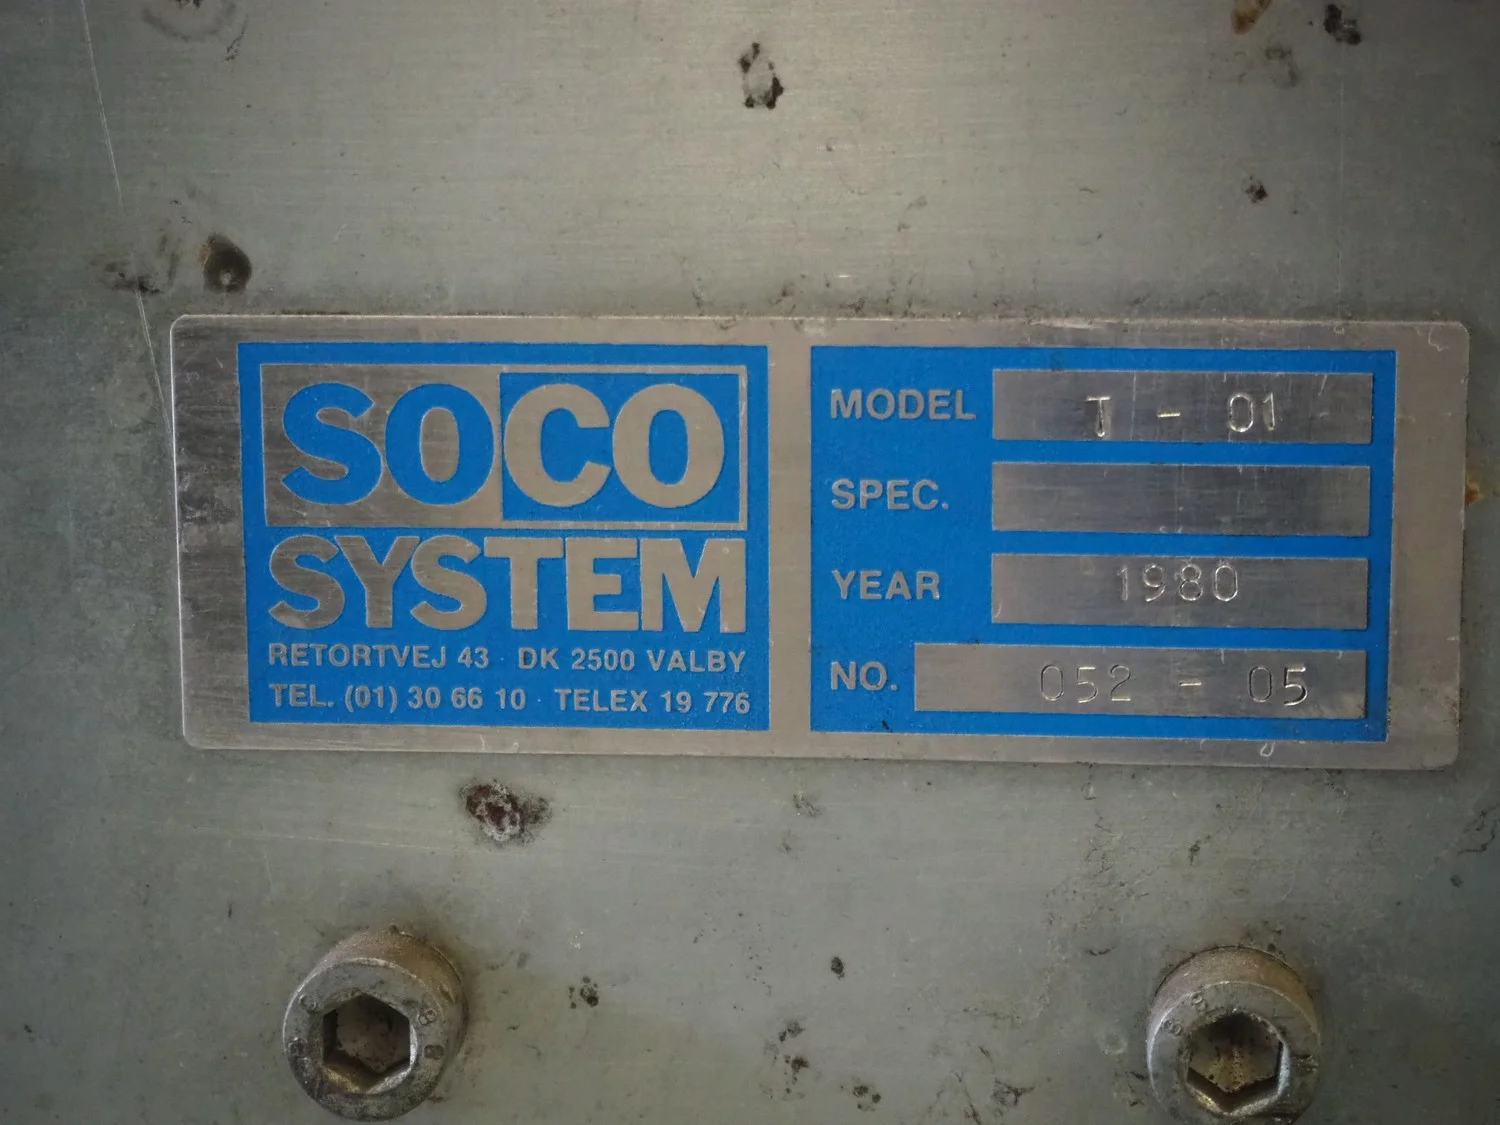 SOCO
SYSTEM
RETORTVEJ 43 · DK 2500 VALBY
TEL. (01) 30 66 10 · TELEX 19 776
MODEL T - 01
SPEC.
YEAR 1980
NO. 052 - 05